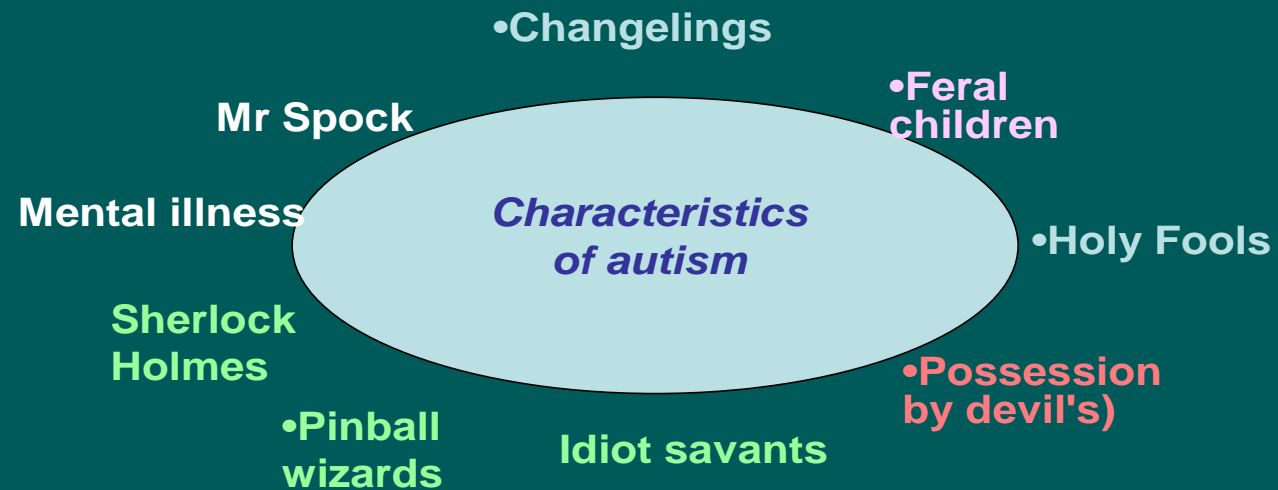 •Changelings
•Feral
children
Mr Spock
Mental illness
Characteristics
of autism
•Holy Fools
Sherlock
Holmes
•Possession
by devil's)
•Pinball
wizards
Idiot savants